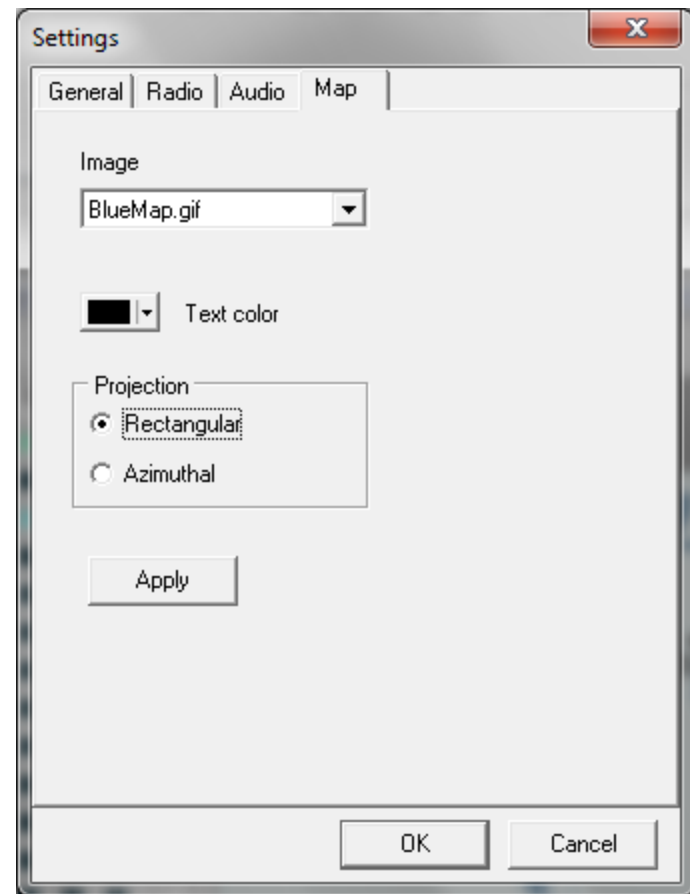 Settings
General Radio Audio Map
Image
BlueMap.gif
Text color
Projection
Rectangular
Azimuthal
Apply
OK Cancel